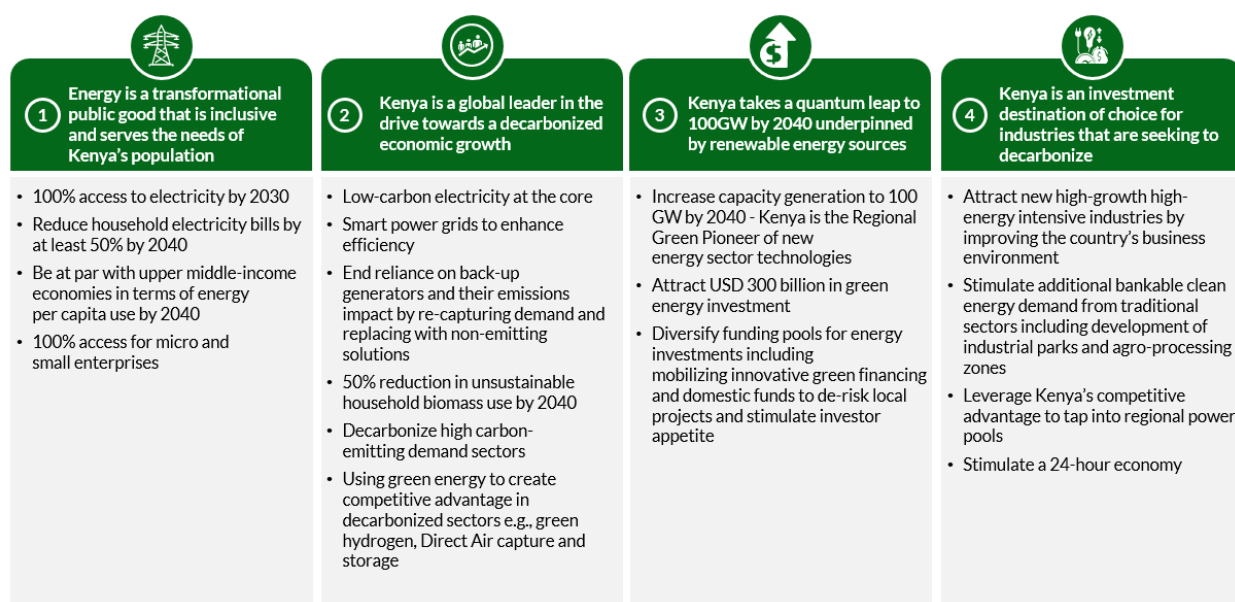 1
Energy is a transformational
public good that is inclusive
and serves the needs of
Kenya's population
• 100% access to electricity by 2030
• Reduce household electricity bills by
at least 50% by 2040
• Be at par with upper middle-income
economies in terms of energy
per capita use by 2040
• 100% access for micro and
small enterprises
2
Kenya is a global leader in the
drive towards a decarbonized
economic growth
• Low-carbon electricity at the core
• Smart power grids to enhance
efficiency
• End reliance on back-up
generators and their emissions
impact by re-capturing demand and
replacing with non-emitting
solutions
• 50% reduction in unsustainable
household biomass use by 2040
• Decarbonize high carbon-
emitting demand sectors
• Using green energy to create
competitive advantage in
decarbonized sectors e.g., green
hydrogen, Direct Air capture and
storage
$
3
Kenya takes a quantum leap to
100GW by 2040 underpinned
by renewable energy sources
• Increase capacity generation to 100
GW by 2040 - Kenya is the Regional
Green Pioneer of new
energy sector technologies
• Attract USD 300 billion in green
energy investment
• Diversify funding pools for energy
investments including
mobilizing innovative green financing
and domestic funds to de-risk local
projects and stimulate investor
appetite
4
Kenya is an investment
destination of choice for
industries that are seeking to
decarbonize
• Attract new high-growth high-
energy intensive industries by
improving the country's business
environment
• Stimulate additional bankable clean
energy demand from traditional
sectors including development of
industrial parks and agro-processing
zones
• Leverage Kenya's competitive
advantage to tap into regional power
pools
• Stimulate a 24-hour economy